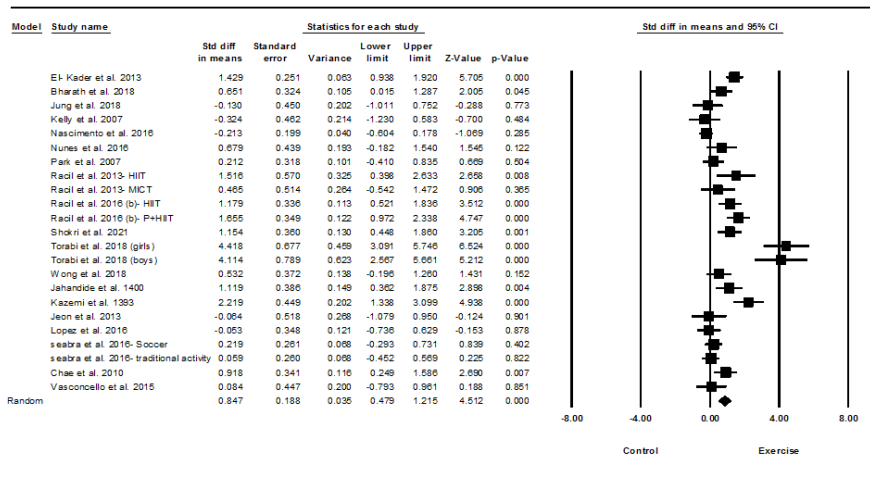 Model Study name Statistics for each study Std diff in means and 95% CI
Std diff Standard Lower Upper
in means error Variance limit limit Z-Value p-Value
El- Kader et al. 2013 1.429 0.251 0.063 0.938 1.920 5.705 0.000
Bharath et al. 2018 0.651 0.324 0.105 0.015 1.287 2.005 0.045
Jung et al. 2018 -0.130 0.450 0.202 -1.011 0.752 -0.288 0.773
Kelly et al. 2007 -0.324 0.462 0.214 -1.230 0.583 -0.700 0.484
Nascimento et al. 2016 -0.213 0.199 0.040 -0.604 0.178 -1.069 0.285
Nunes et al. 2016 0.679 0.439 0.193 -0.182 1.540 1.545 0.122
Park et al. 2007 0.212 0.318 0.101 -0.410 0.835 0.669 0.504
Racil et al. 2013- HIIT 1.516 0.570 0.325 0.398 2.633 2.658 0.008
Racil et al. 2013- MICT 0.465 0.514 0.264 -0.542 1.472 0.906 0.365
Racil et al. 2016 (b)- HIIT 1.179 0.336 0.113 0.521 1.836 3.512 0.000
Racil et al. 2016 (b)- P+HIIT 1.655 0.349 0.122 0.972 2.338 4.747 0.000
Shokri et al. 2021 1.154 0.360 0.130 0.448 1.860 3.205 0.001
Torabi et al. 2018 (girls) 4.418 0.677 0.459 3.091 5.746 6.524 0.000
Torabi et al. 2018 (boys) 4.114 0.789 0.623 2.567 5.661 5.212 0.000
Wong et al. 2018 0.532 0.372 0.138 -0.196 1.260 1.431 0.152
Jahandide et al. 1400 1.119 0.386 0.149 0.362 1.875 2.898 0.004
Kazemi et al. 1393 2.219 0.449 0.202 1.338 3.099 4.938 0.000
Jeon et al. 2013 -0.064 0.518 0.268 -1.079 0.950 -0.124 0.901
Lopez et al. 2016 -0.053 0.348 0.121 -0.736 0.629 -0.153 0.878
seabra et al. 2016- Soccer 0.219 0.261 0.068 -0.293 0.731 0.839 0.402
seabra et al. 2016- traditional activity 0.059 0.260 0.068 -0.452 0.569 0.225 0.822
Chae et al. 2010 0.918 0.341 0.116 0.249 1.586 2.690 0.007
Vasconcello et al. 2015 0.084 0.447 0.200 -0.793 0.961 0.188 0.851
Random 0.847 0.188 0.035 0.479 1.215 4.512 0.000
-8.00 -4.00 0.00 4.00 8.00
Control Exercise